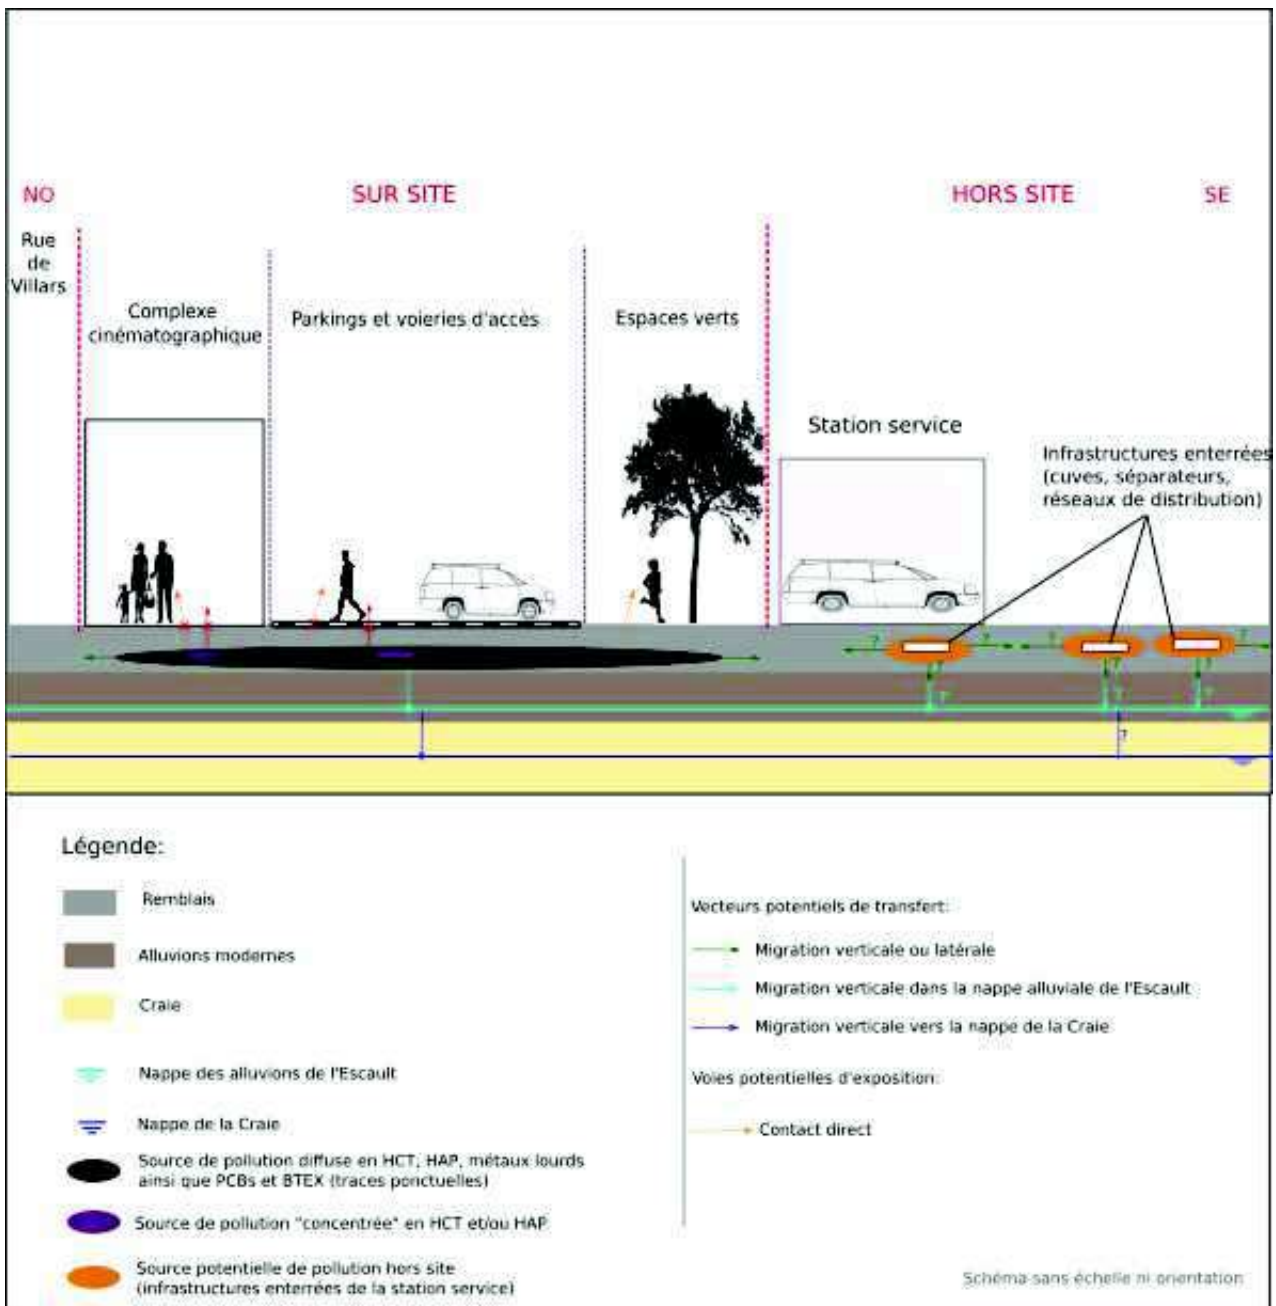 NO
SUR SITE
HORS SITE
SE
Rue
de
Villars
Complexe
cinématographique
Parkings et voieries d'accès
Espaces verts
Station service
Infrastructures enterrées
(cuves, séparateurs,
réseaux de distribution)
? ? ? ? ?
? ? ?
? ? ?
?
Légende:
Remblais
Alluvions modernes
Craie
Nappe des alluvions de l'Escault
Nappe de la Craie
Source de pollution diffuse en HCT, HAP, métaux lourds
ainsi que PCBs et BTEX (traces ponctuelles)
Source de pollution "concentrée" en HCT et/ou HAP
Source potentielle de pollution hors site
(infrastructures enterrées de la station service)
Vecteurs potentiels de transfert:
Migration verticale ou latérale
Migration verticale dans la nappe alluviale de l'Escault
Migration verticale vers la nappe de la Craie
Voies potentielles d'exposition:
Contact direct
Schéma sans échelle ni orientation